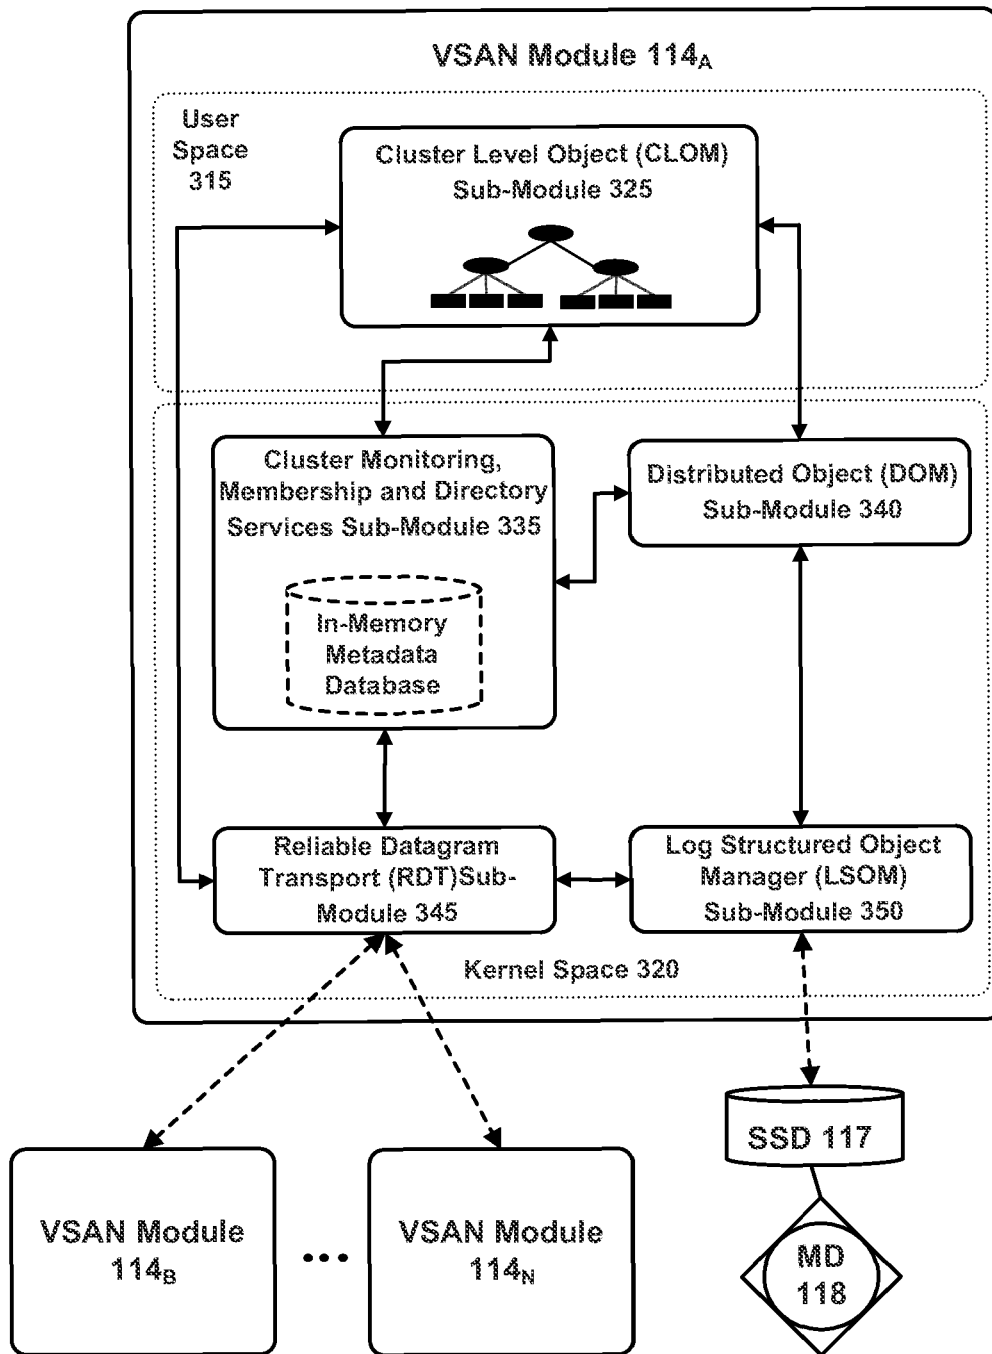 VSAN Module 114A
User
Space
315
Cluster Level Object (CLOM)
Sub-Module 325
Cluster Monitoring,
Membership and Directory
Services Sub-Module 335
In-Memory
Metadata
Database
Distributed Object (DOM)
Sub-Module 340
Reliable Datagram
Transport (RDT)Sub-
Module 345
Log Structured Object
Manager (LSOM)
Sub-Module 350
Kernel Space 320
SSD 117
VSAN Module
114B
...
VSAN Module
114N
MD
118